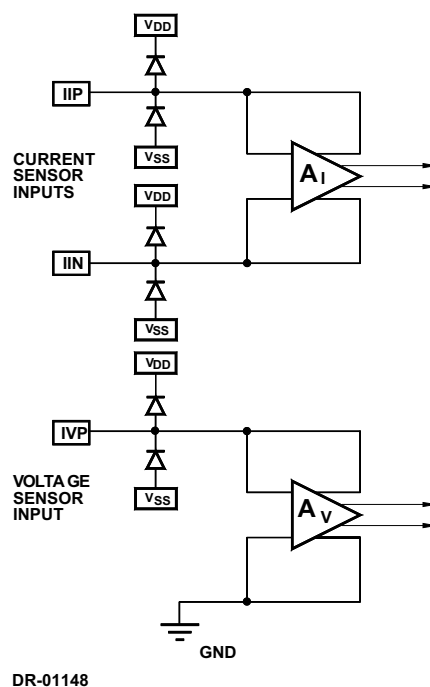 VDD
IIP
VSS
CURRENT
SENSOR
INPUTS
AI
VDD
IIN
VSS
VDD
IVP
VSS
VOLTAGE
SENSOR
INPUT
AV
GND
DR-01148